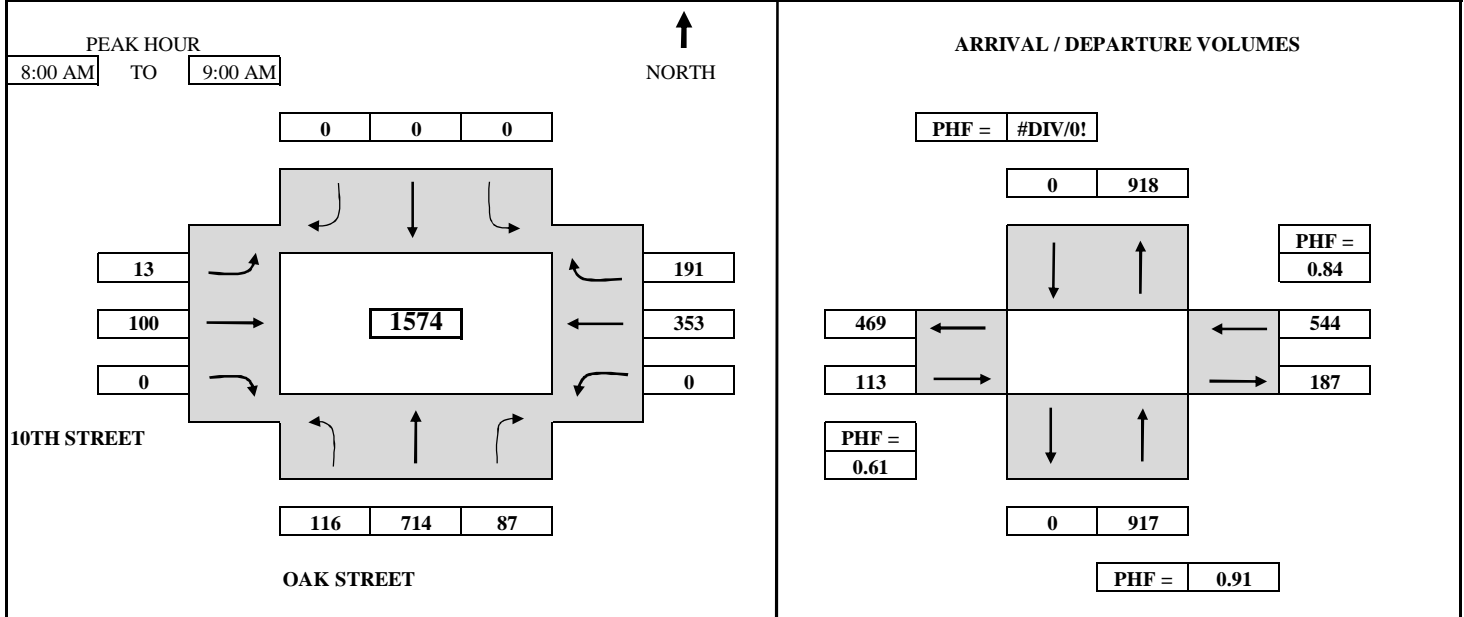 PEAK HOUR
8:00 AM TO 9:00 AM
NORTH
0 0 0
13 191
100 1574 353
0 0
10TH STREET
116 714 87
OAK STREET
ARRIVAL / DEPARTURE VOLUMES
PHF = #DIV/0!
0 918
PHF =
0.84
469 544
113 187
PHF =
0.61
0 917
PHF = 0.91